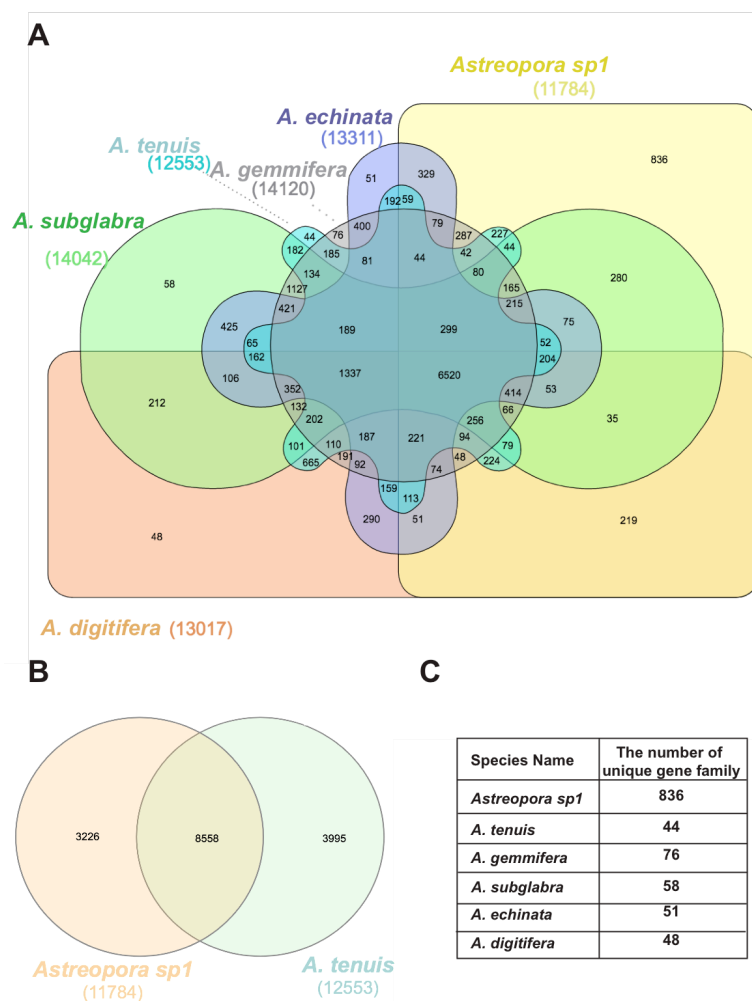 A
Astreopora sp1
(11784)
A. echinata
(13311)
A. tenuis
(12553)
A. gemmifera
(14120)
A. subglabra
(14042)
836
51 329
192 59
44 76 400 79 287 227
182 185 42 44
134 81 44 80
58 280
1127 165
421 215
425 189 299 75
65 52
162 204
106 1337 6520 53
352 414
132 66
212 202 256 35
101 110 187 221 94 79
665 191 92 74 48 224
159 113
290 51 219
48
A. digitifera (13017)
B
3226 8558 3995
Astreopora sp1
(11784)
A. tenuis
(12553)
C
Species Name The number of
unique gene family
Astreopora sp1 836
A. tenuis 44
A. gemmifera 76
A. subglabra 58
A. echinata 51
A. digitifera 48